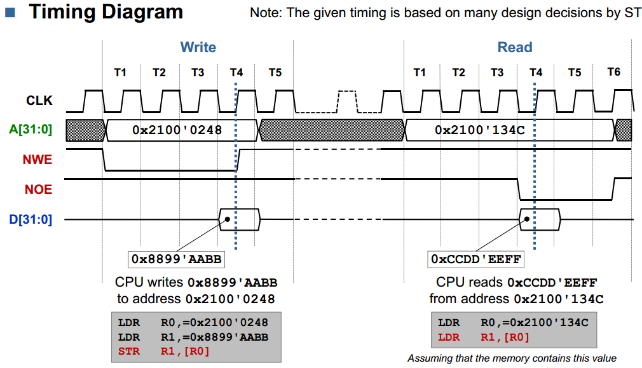 Timing Diagram
Note: The given timing is based on many design decisions by ST
Write
Read
T1 T2 T3 T4 T5
T1 T2 T3 T4 T5 T6
CLK
A[31:0]
0x2100'0248
0x2100'134C
NWE
NOE
D[31:0]
0x8899'AABB
0xCCDD'EEFF
CPU writes 0x8899'AABB
to address 0x2100'0248
CPU reads 0xCCDD'EEFF
from address 0x2100'134C
LDR R0,=0x2100'0248
LDR R1,=0x8899'AABB
STR R1,[R0]
LDR R0,=0x2100'134C
LDR R1,[R0]
Assuming that the memory contains this value